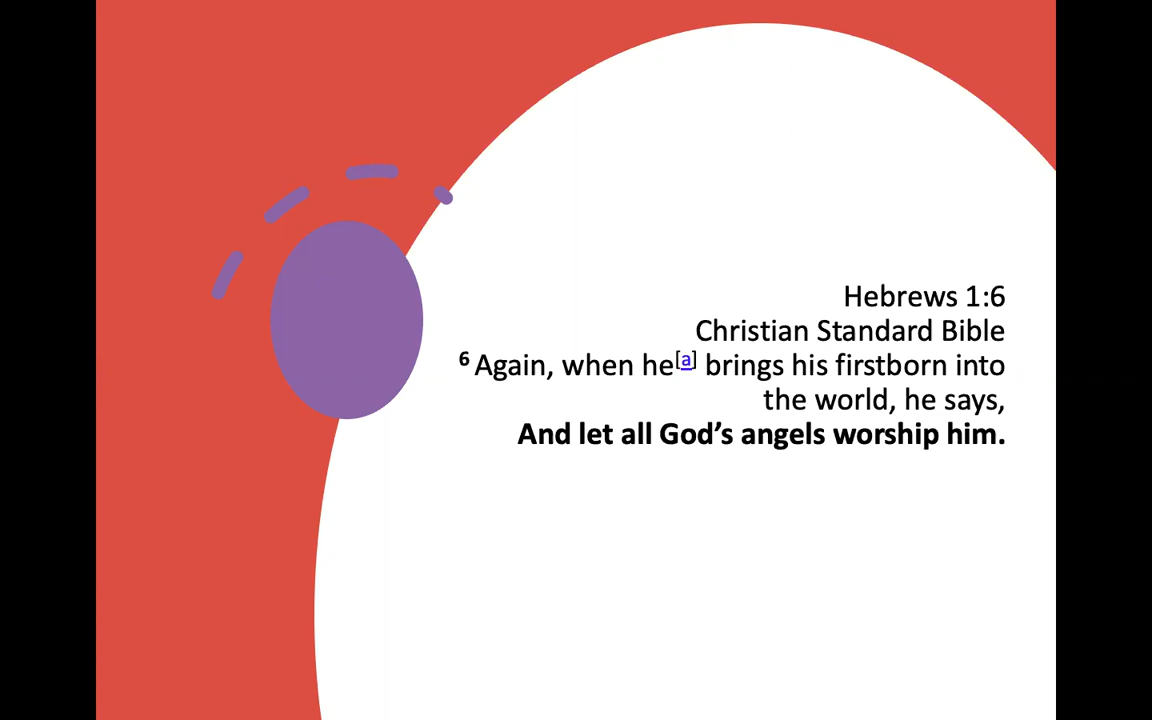 Hebrews 1:6
Christian Standard Bible
6 Again, when he[a] brings his firstborn into
the world, he says,
And let all God’s angels worship him.